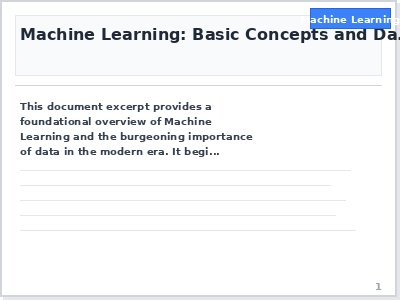 Machine Learning
Machine Learning: Basic Concepts and Da...
This document excerpt provides a
foundational overview of Machine
Learning and the burgeoning importance
of data in the modern era. It begi...
1